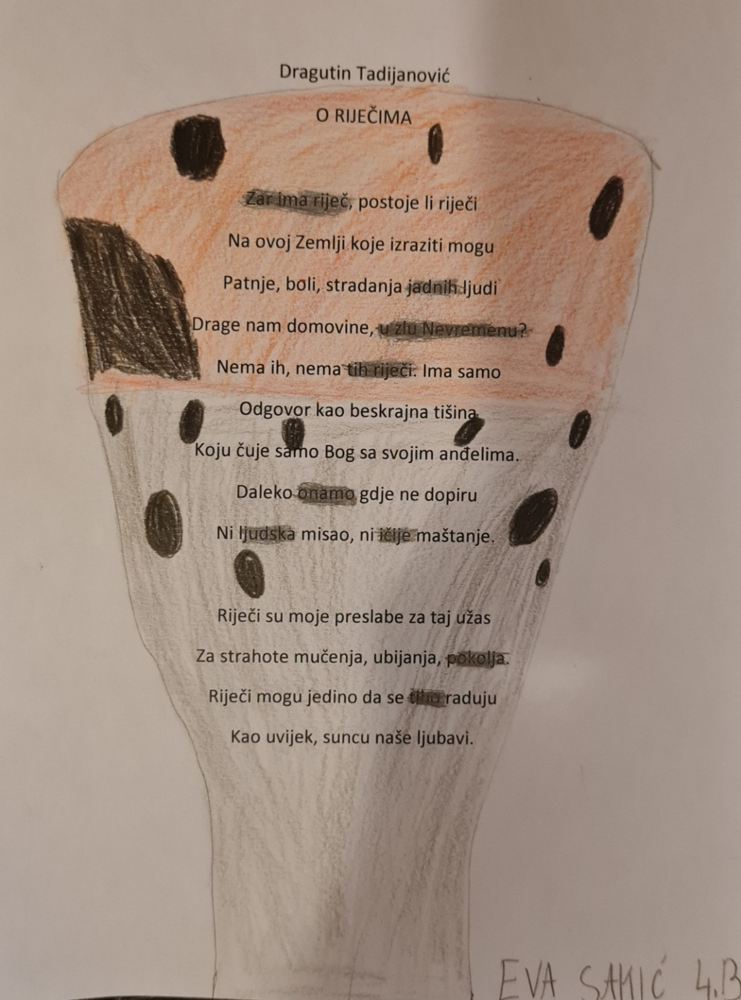 Dragutin Tadijanović
O RIJEČIMA
Zar ima riječ, postoje li riječi
Na ovoj Zemlji koje izraziti mogu
Patnje, boli, stradanja jadnih ljudi
Drage nam domovine, u zlu Nevremenu?
Nema ih, nema tih riječi. Ima samo
Odgovor kao beskrajna tišina
Koju čuje samo Bog sa svojim anđelima.
Daleko onamo gdje ne dopiru
Ni ljudska misao, ni ičije maštanje.
Riječi su moje preslabe za taj užas
Za strahote mučenja, ubijanja, pokolja.
Riječi mogu jedino da se tiho raduju
Kao uvijek, suncu naše ljubavi.
EVA SAKIĆ 4.B